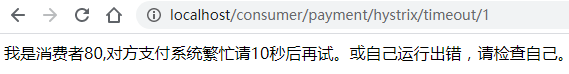 localhost/consumer/payment/hystrix/timeout/1
我是消费者80,对方支付系统繁忙请10秒后再试。或自己运行出错，请检查自己。